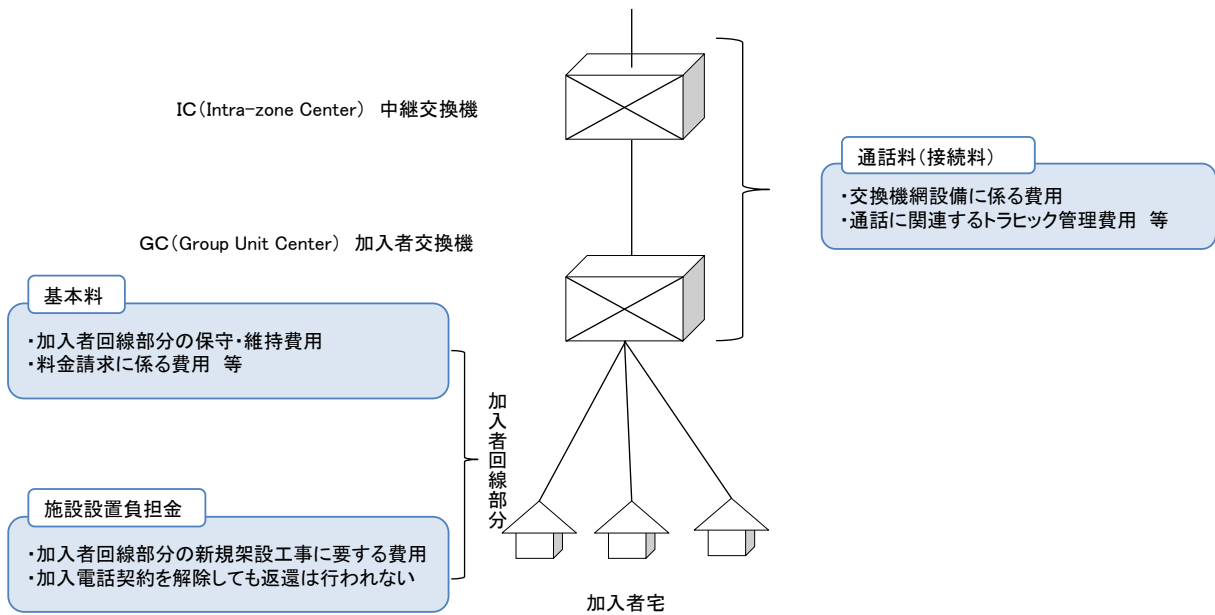 IC(Intra-zone Center) 中継交換機
通話料(接続料)
・交換機網設備に係る費用
・通話に関連するトラヒック管理費用 等
GC(Group Unit Center) 加入者交換機
基本料
・加入者回線部分の保守・維持費用
・料金請求に係る費用 等
加入者回線部分
施設設置負担金
・加入者回線部分の新規架設工事に要する費用
・加入電話契約を解除しても返還は行われない
加入者宅